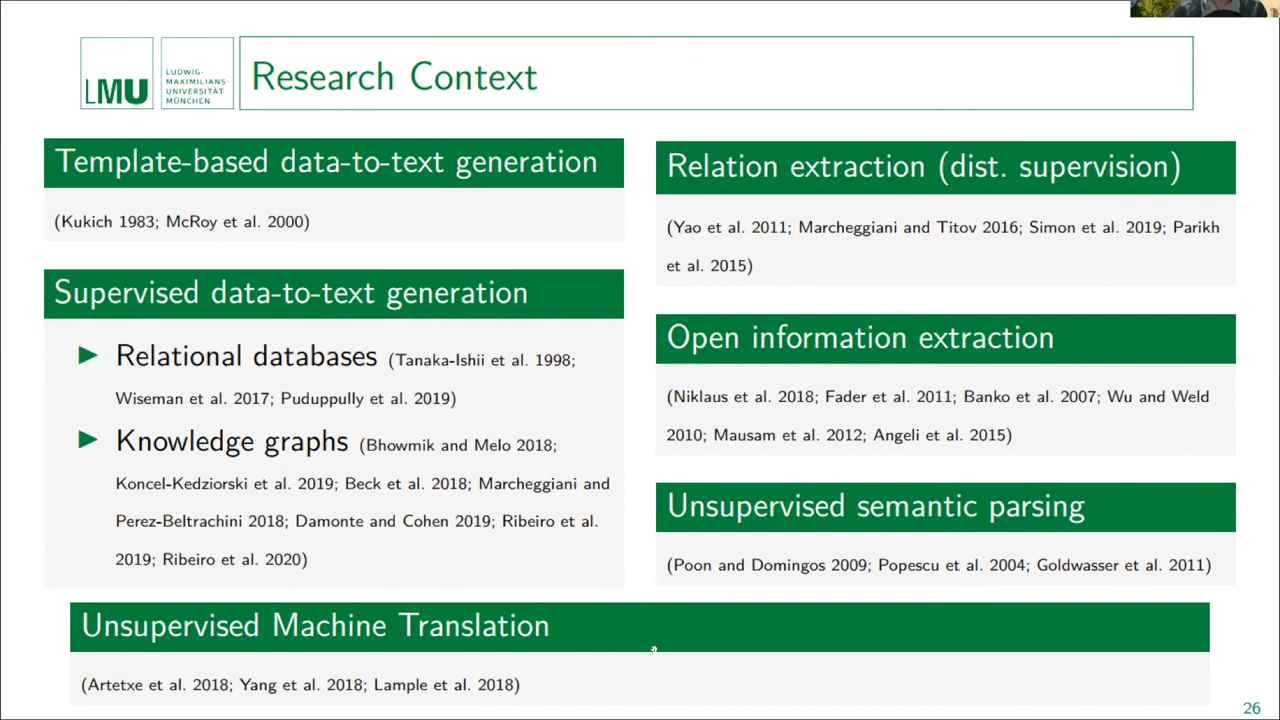 LMU
LUDWIG-
MAXIMILIANS-
UNIVERSITÄT
MÜNCHEN
Research Context
Template-based data-to-text generation
(Kukich 1983; McRoy et al. 2000)
Supervised data-to-text generation
Relational databases (Tanaka-Ishii et al. 1998;
Wiseman et al. 2017; Puduppully et al. 2019)
Knowledge graphs (Bhowmik and Melo 2018;
Koncel-Kedziorski et al. 2019; Beck et al. 2018; Marcheggiani and
Perez-Beltrachini 2018; Damonte and Cohen 2019; Ribeiro et al.
2019; Ribeiro et al. 2020)
Relation extraction (dist. supervision)
(Yao et al. 2011; Marcheggiani and Titov 2016; Simon et al. 2019; Parikh
et al. 2015)
Open information extraction
(Niklaus et al. 2018; Fader et al. 2011; Banko et al. 2007; Wu and Weld
2010; Mausam et al. 2012; Angeli et al. 2015)
Unsupervised semantic parsing
(Poon and Domingos 2009; Popescu et al. 2004; Goldwasser et al. 2011)
Unsupervised Machine Translation
(Artetxe et al. 2018; Yang et al. 2018; Lample et al. 2018)
26